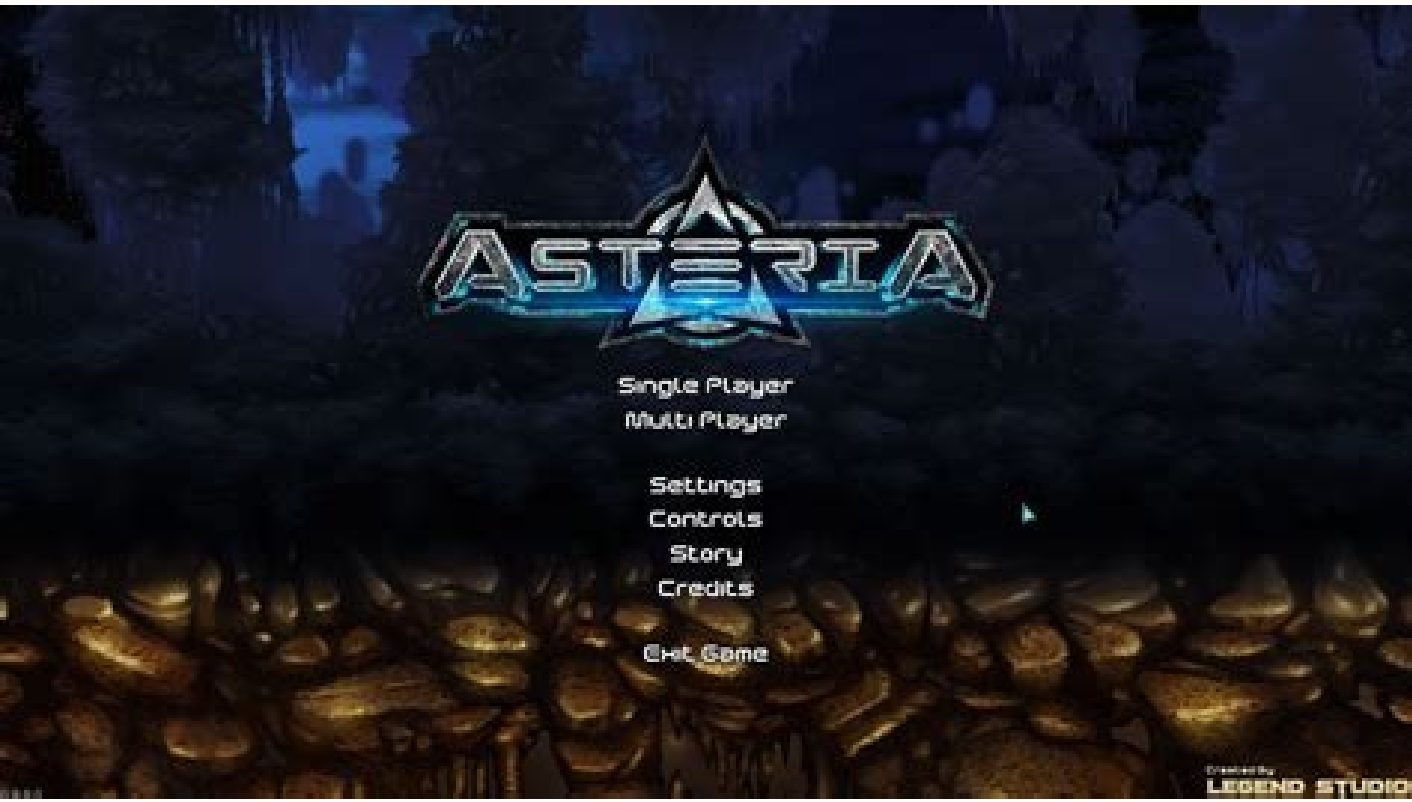 ASTERIA
Single Player
Multi Player
Settings
Controls
Story
Credits
Exit Game
Created By
LEGEND STUDIO